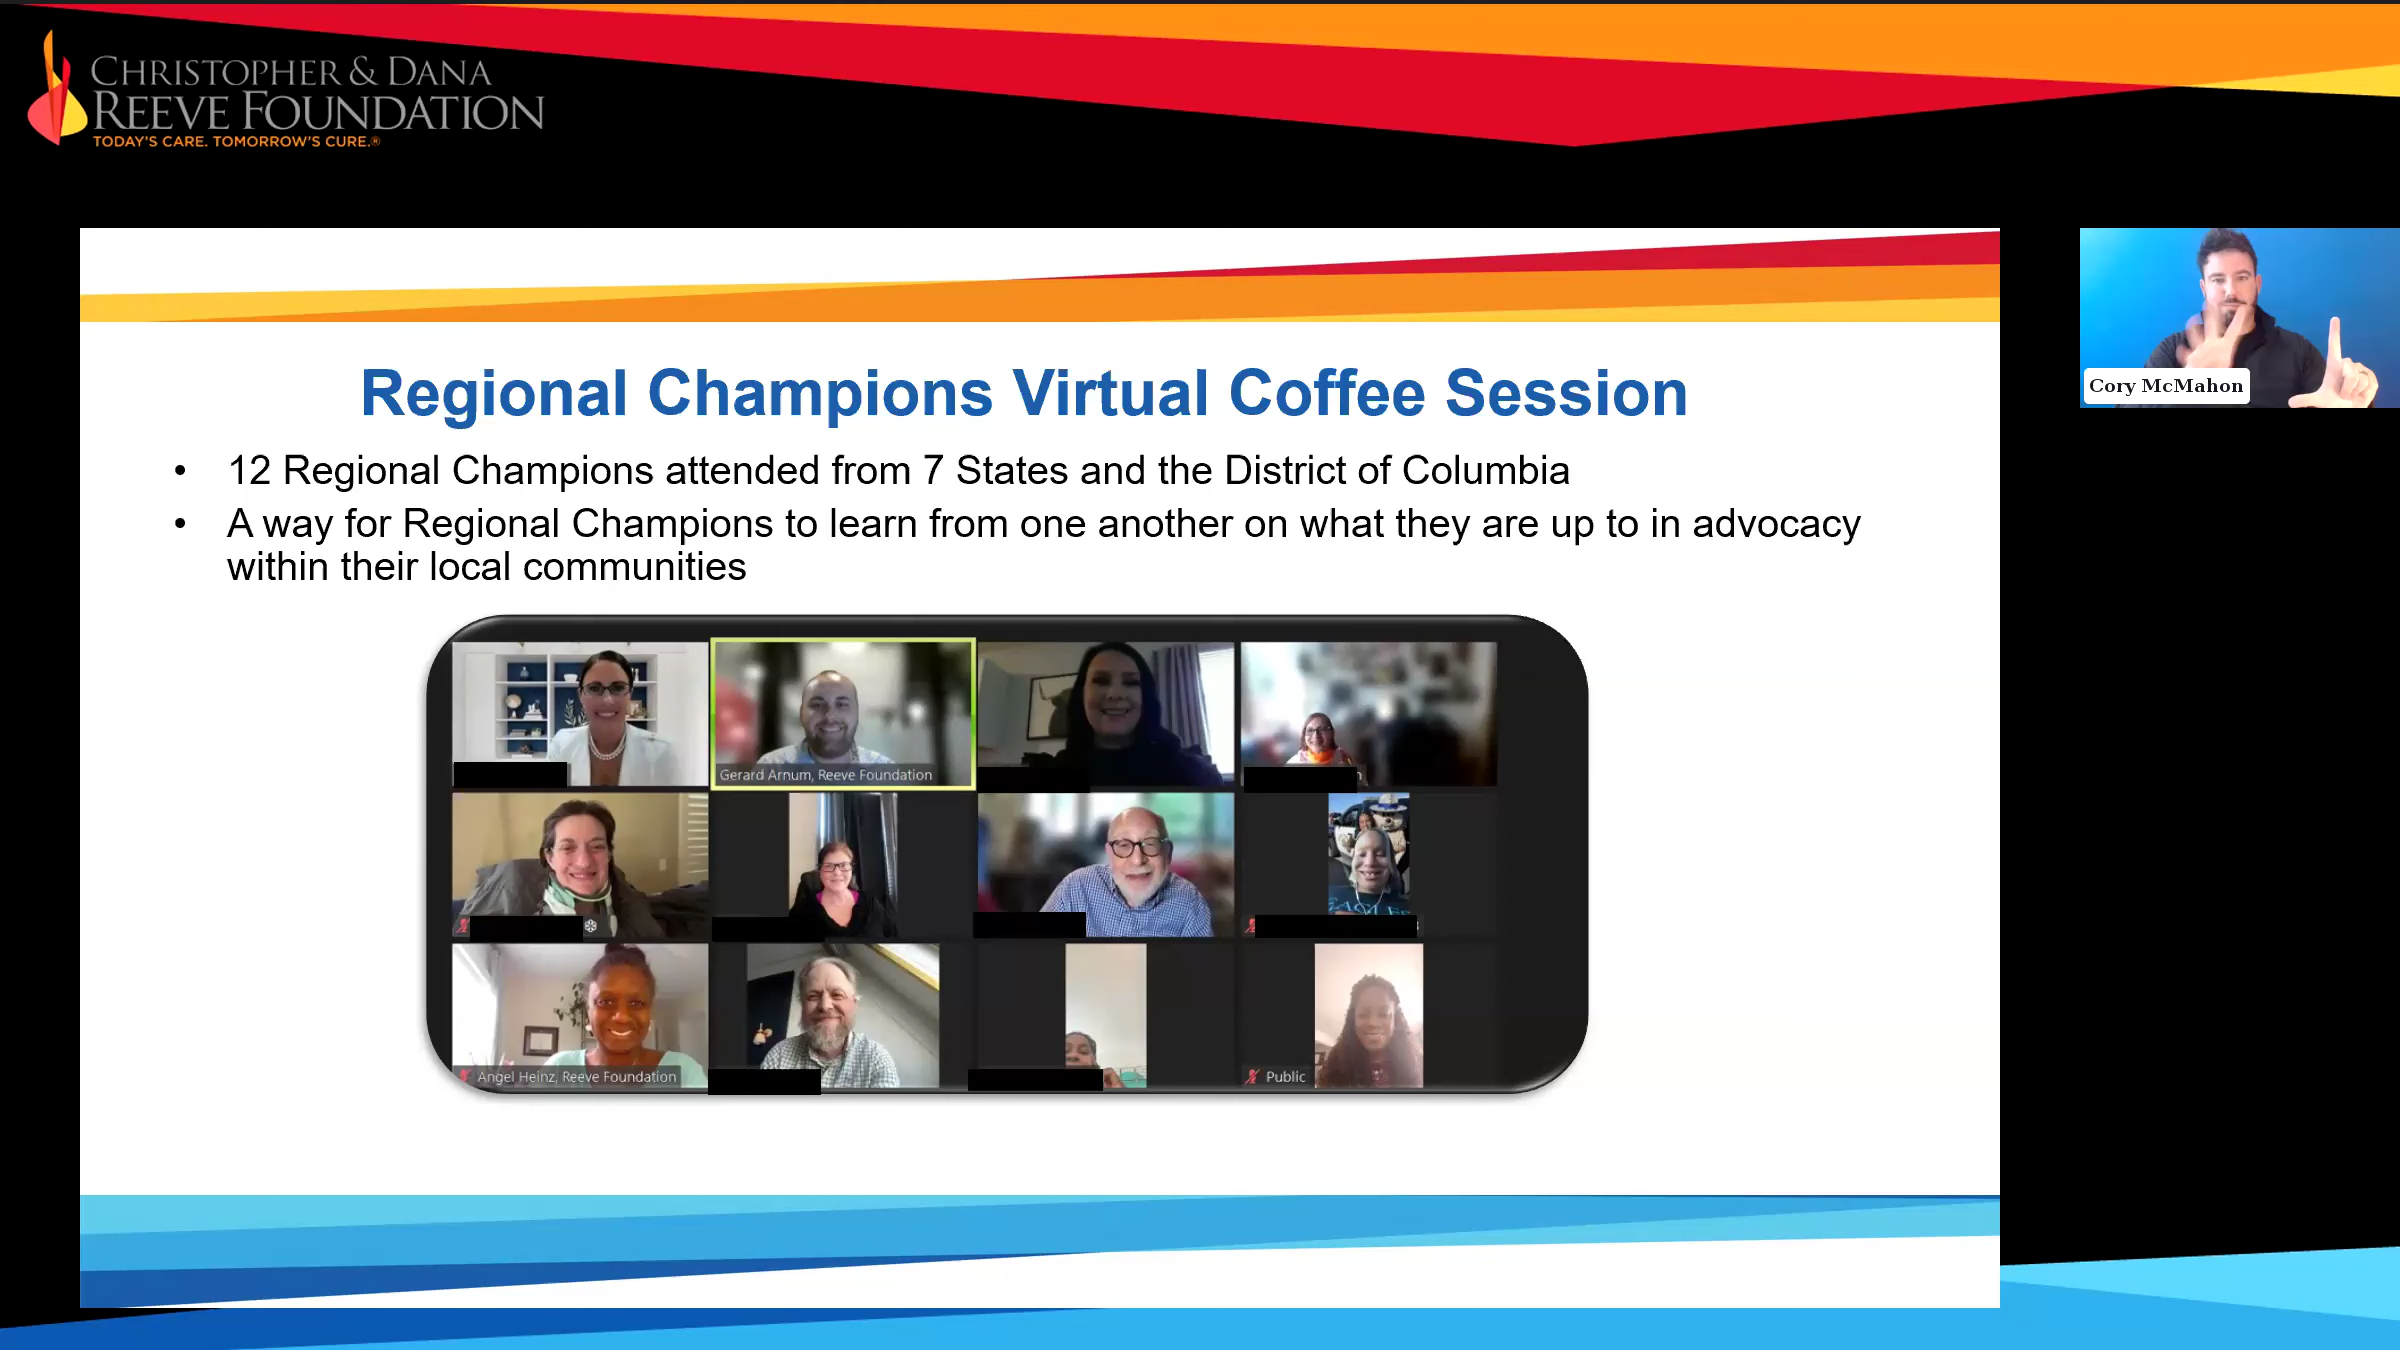 CHRISTOPHER & DANA
REEVE FOUNDATION
TODAY'S CARE. TOMORROW'S CURE.®
Regional Champions Virtual Coffee Session
• 12 Regional Champions attended from 7 States and the District of Columbia
• A way for Regional Champions to learn from one another on what they are up to in advocacy
within their local communities
Cory McMahon
Gerard Arnum, Reeve Foundation
EAGLES
Angel Heinz, Reeve Foundation
Public